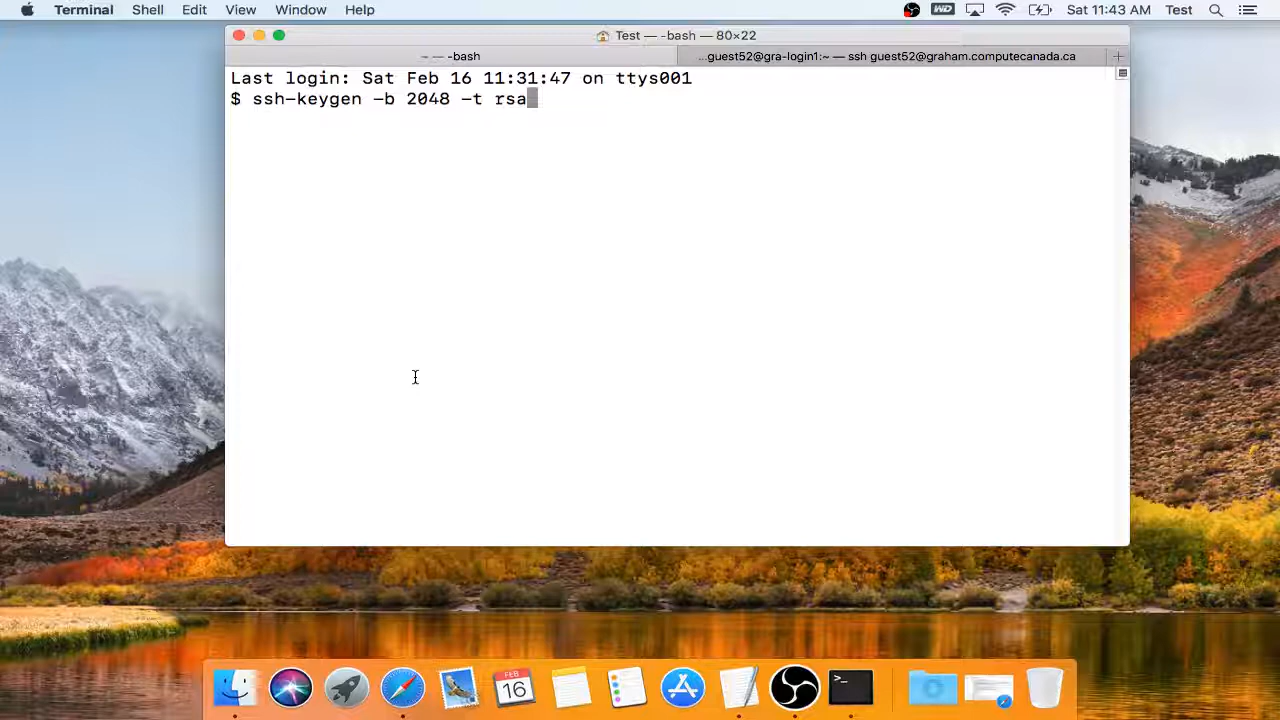 Terminal Shell Edit View Window Help WD Sat 11:43 AM Test
Test — -bash — 80×22
~ — -bash
...guest52@gra-login1:~ — ssh guest52@graham.computecanada.ca
Last login: Sat Feb 16 11:31:47 on ttys001
$ ssh-keygen -b 2048 -t rsa
FEB
16
>_